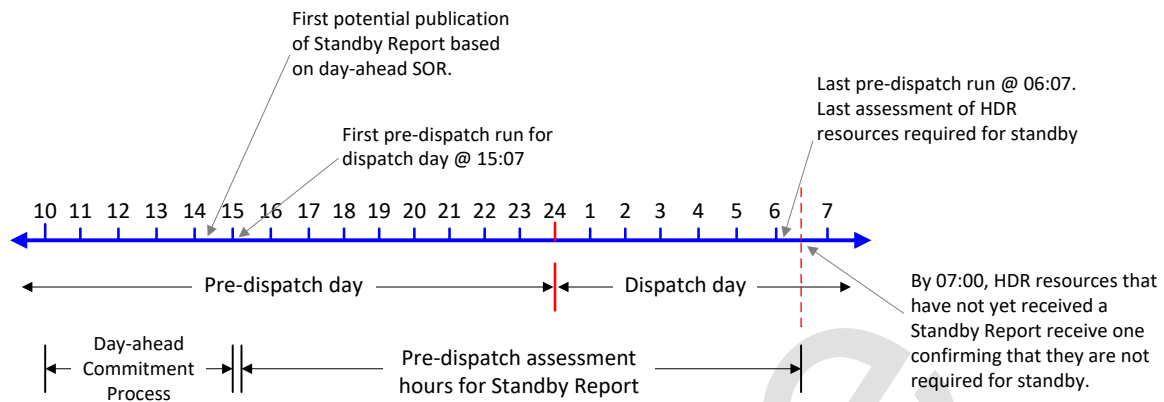 First potential publication
of Standby Report based
on day-ahead SOR.
First pre-dispatch run for
dispatch day @ 15:07
Last pre-dispatch run @ 06:07.
Last assessment of HDR
resources required for standby
10 11 12 13 14 15 16 17 18 19 20 21 22 23 24 1 2 3 4 5 6 7
Pre-dispatch day
Dispatch day
By 07:00, HDR resources that
have not yet received a
Standby Report receive one
confirming that they are not
required for standby.
Day-ahead
Commitment
Process
Pre-dispatch assessment
hours for Standby Report